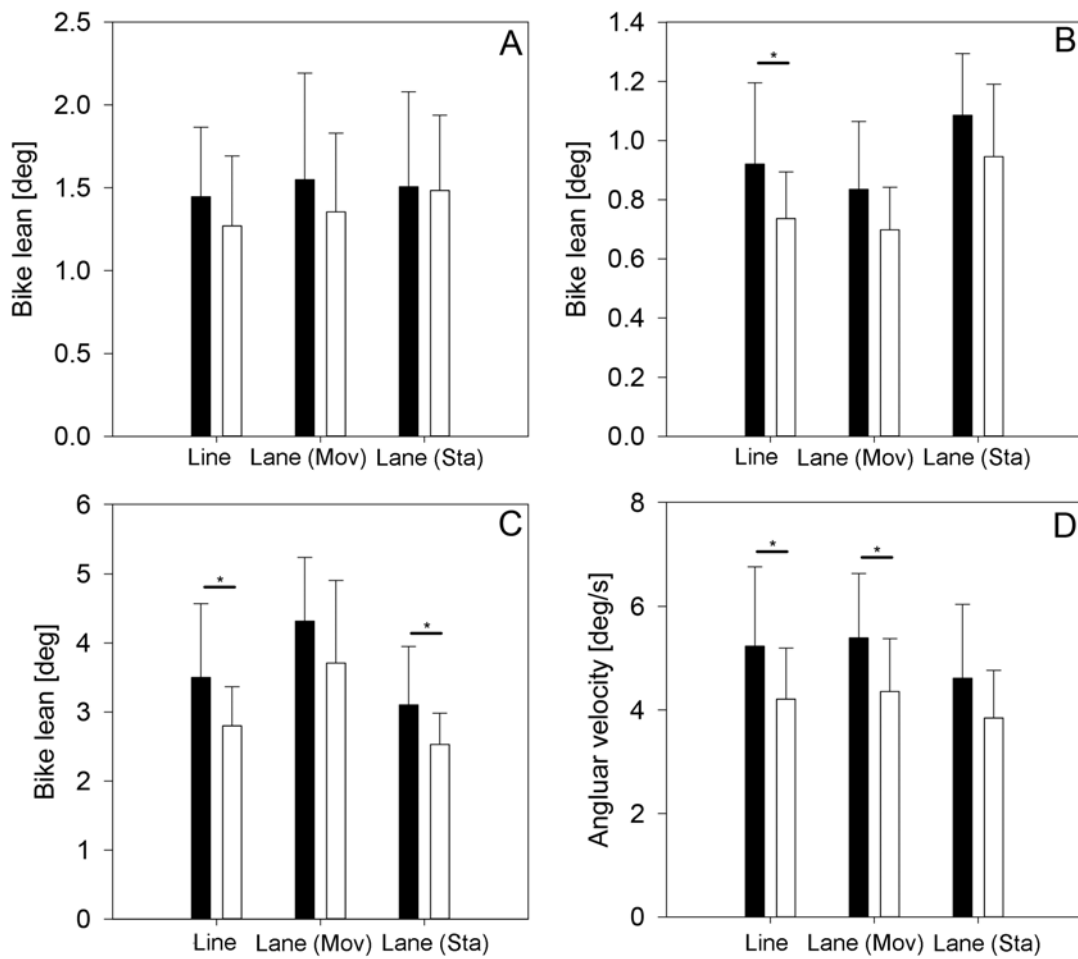 A
Bike lean [deg]
2.5
2.0
1.5
1.0
0.5
0.0
Line Lane (Mov) Lane (Sta)
B
Bike lean [deg]
1.4
1.2
1.0
0.8
0.6
0.4
0.2
0.0
*
Line Lane (Mov) Lane (Sta)
C
Bike lean [deg]
6
5
4
3
2
1
0
*
*
Line Lane (Mov) Lane (Sta)
D
Angluar velocity [deg/s]
8
6
4
2
0
*
*
Line Lane (Mov) Lane (Sta)